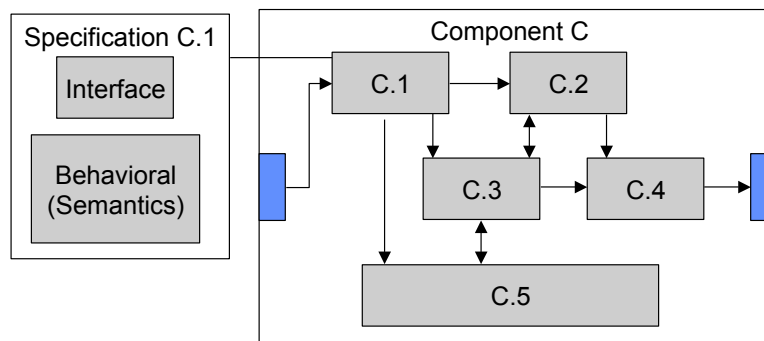 Specification C.1
Interface
Behavioral
(Semantics)
Component C
C.1
C.2
C.3
C.4
C.5